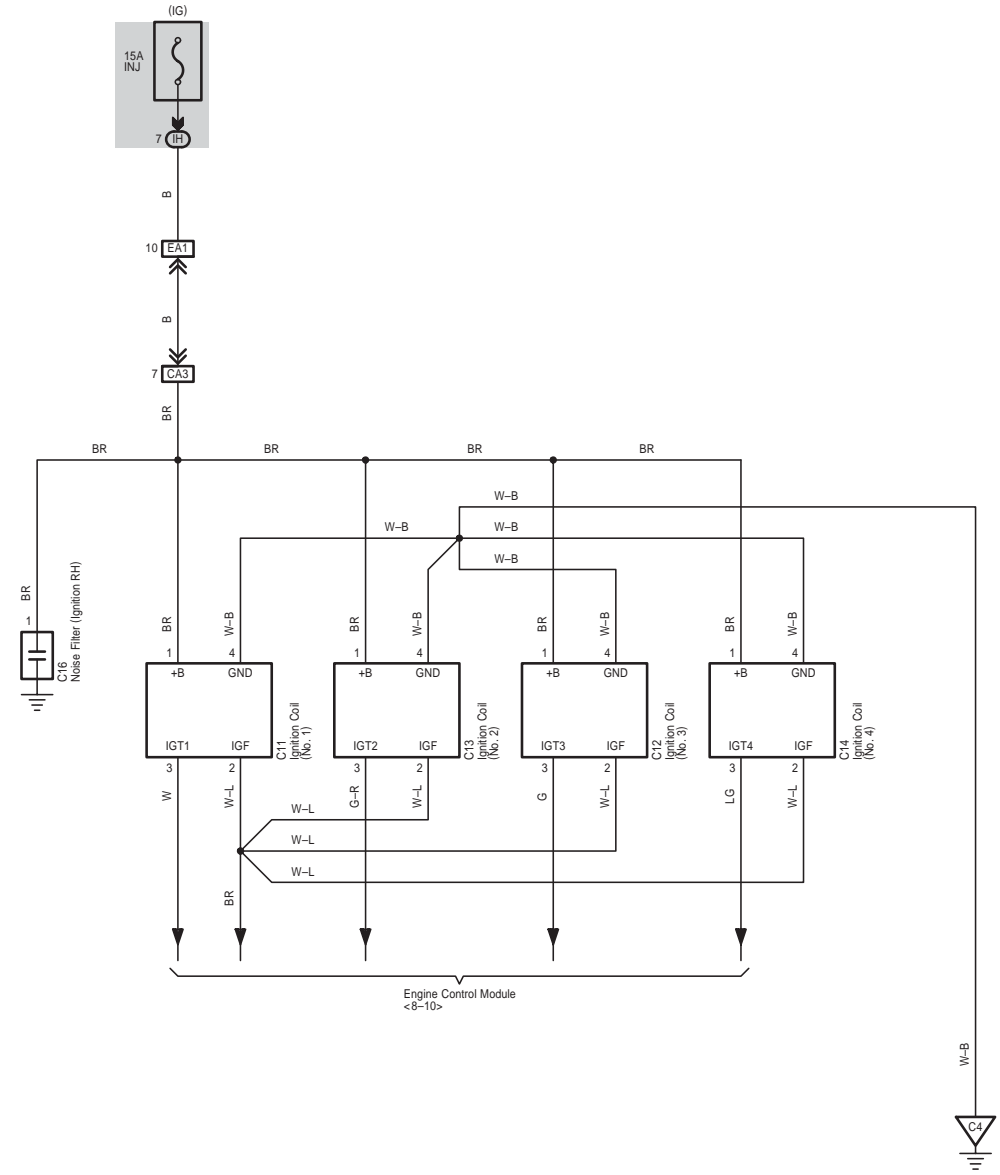 (IG)
15A
INJ
7 IH
B
10 EA1
B
7 CA3
BR
BR BR BR BR
W–B
W–B W–B
W–B
BR
1
C16
Noise Filter (Ignition RH)
BR W–B BR W–B BR W–B BR W–B
1 4 1 4 1 4 1 4
+B GND +B GND +B GND +B GND
IGT1 IGF IGT2 IGF IGT3 IGF IGT4 IGF
C11
Ignition Coil
(No. 1)
C13
Ignition Coil
(No. 2)
C12
Ignition Coil
(No. 3)
C14
Ignition Coil
(No. 4)
3 2 3 2 3 2 3 2
W W–L G–R W–L G W–L LG W–L
W–L
W–L
W–L
BR
Engine Control Module
<8–10>
W–B
C4